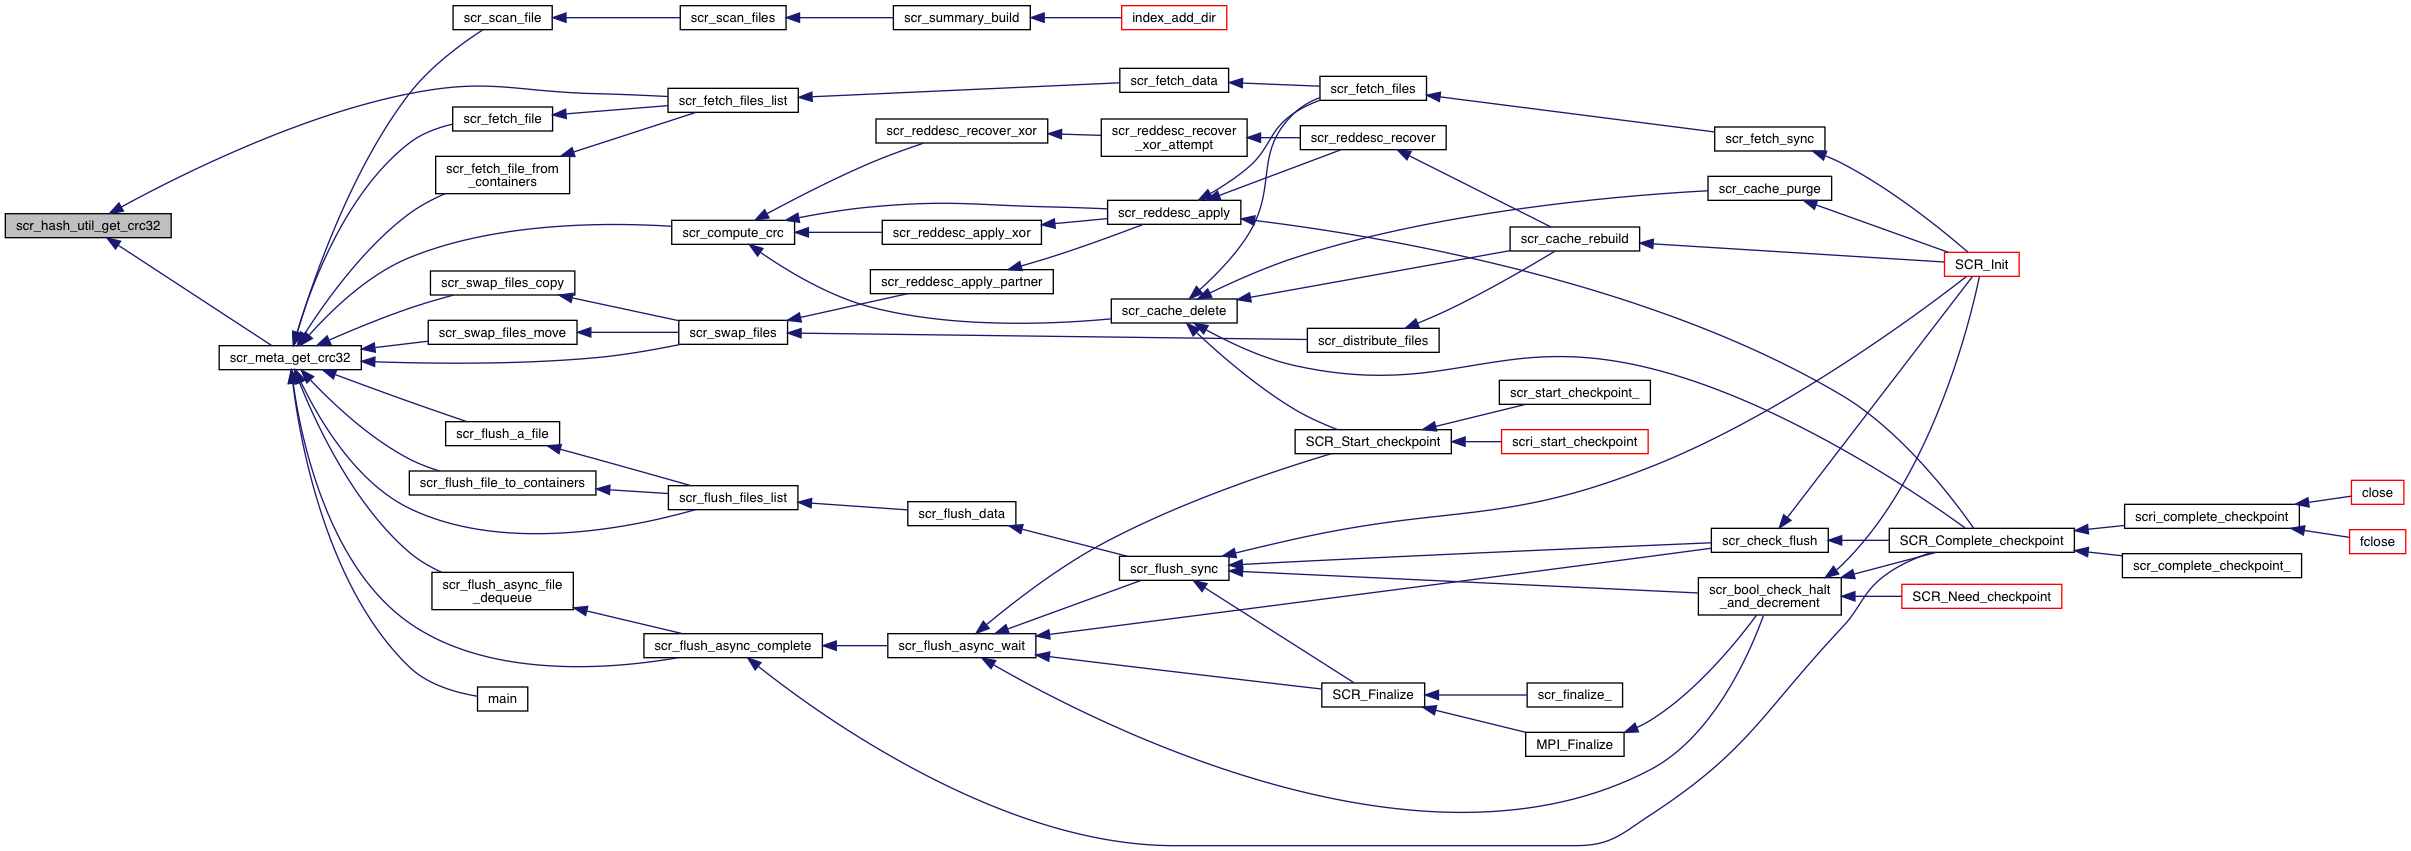 scr_scan_file
scr_scan_files
scr_summary_build
index_add_dir
scr_fetch_data
scr_fetch_files
scr_fetch_files_list
scr_fetch_file
scr_reddesc_recover_xor
scr_reddesc_recover
_xor_attempt
scr_reddesc_recover
scr_fetch_sync
scr_fetch_file_from
_containers
scr_cache_purge
scr_hash_util_get_crc32
scr_compute_crc
scr_reddesc_apply
scr_reddesc_apply_xor
scr_cache_rebuild
SCR_Init
scr_swap_files_copy
scr_reddesc_apply_partner
scr_cache_delete
scr_swap_files_move
scr_swap_files
scr_distribute_files
scr_meta_get_crc32
scr_start_checkpoint_
scr_flush_a_file
SCR_Start_checkpoint
scri_start_checkpoint
scr_flush_file_to_containers
scr_flush_files_list
scr_flush_data
close
scri_complete_checkpoint
scr_check_flush
SCR_Complete_checkpoint
fclose
scr_flush_sync
scr_complete_checkpoint_
scr_flush_async_file
_dequeue
scr_bool_check_halt
_and_decrement
SCR_Need_checkpoint
scr_flush_async_complete
scr_flush_async_wait
main
SCR_Finalize
scr_finalize_
MPI_Finalize